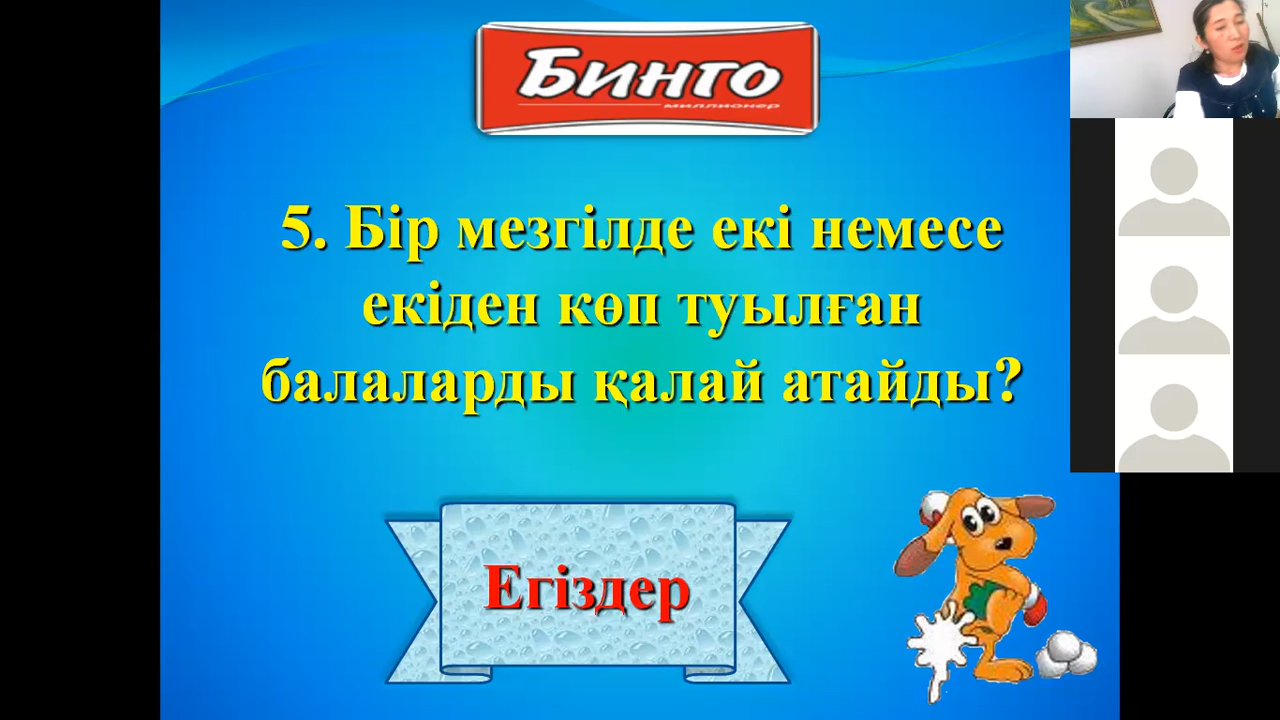 Бинго
миллионер
5. Бір мезгілде екі немесе
екіден көп туылған
балаларды қалай атайды?
Егіздер